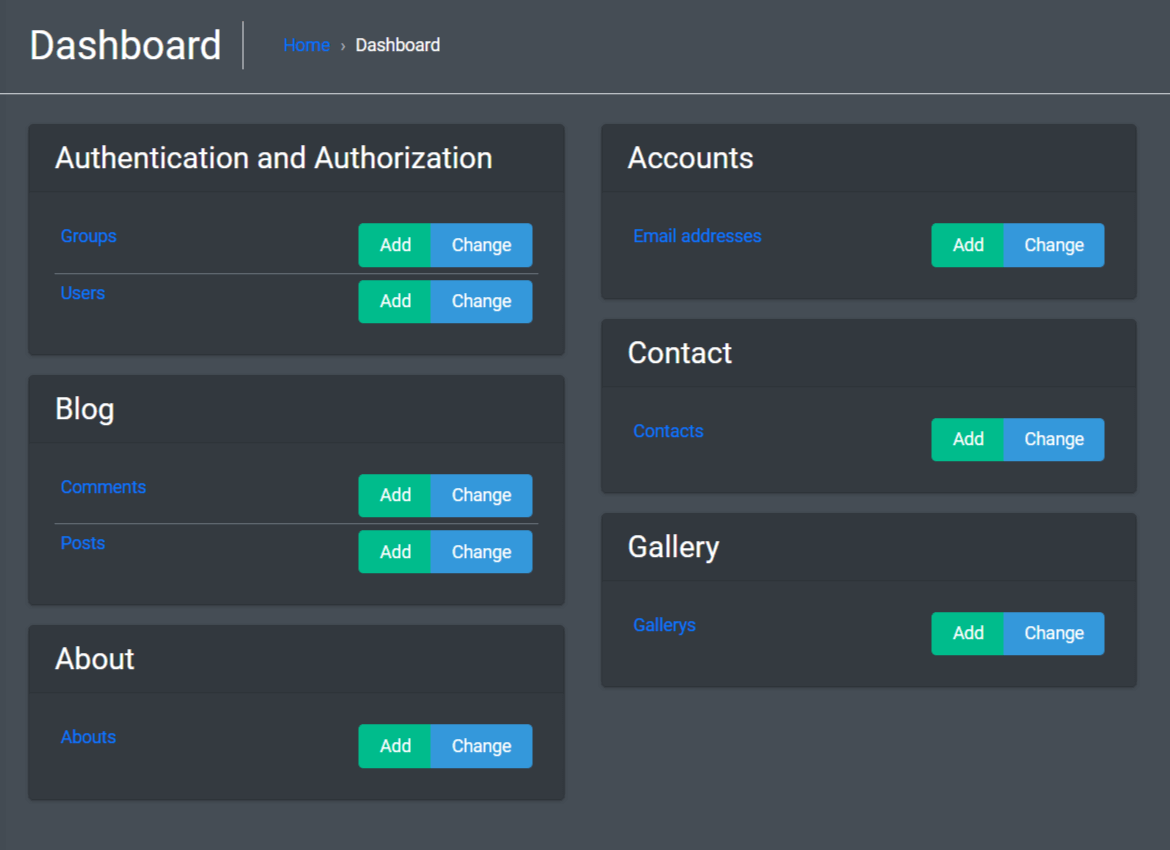 Dashboard
Home › Dashboard
Authentication and Authorization
Groups Add Change
Users Add Change
Blog
Comments Add Change
Posts Add Change
About
Abouts Add Change
Accounts
Email addresses Add Change
Contact
Contacts Add Change
Gallery
Gallerys Add Change